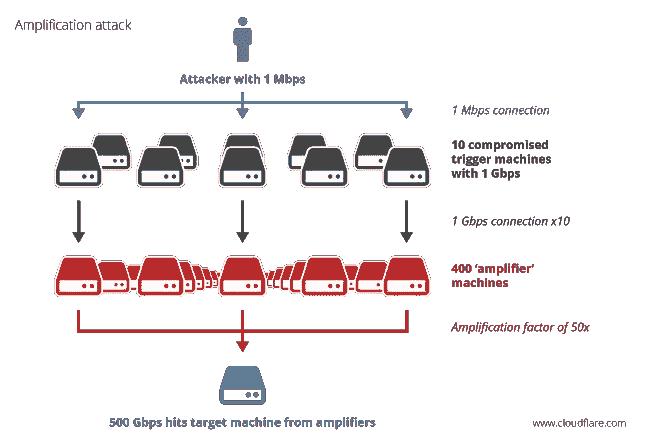 Amplification attack
Attacker with 1 Mbps
1 Mbps connection
10 compromised
trigger machines
with 1 Gbps
1 Gbps connection x10
400 ‘amplifier’
machines
Amplification factor of 50x
500 Gbps hits target machine from amplifiers
www.cloudflare.com